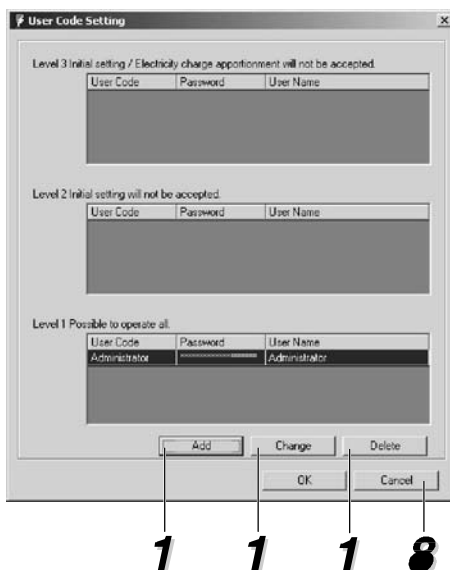 User Code Setting
Level 3 Initial setting / Electricity charge apportionment will not be accepted.
User Code Password User Name
Level 2 Initial setting will not be accepted.
User Code Password User Name
Level 1 Possible to operate all.
User Code Password User Name
Administrator Administrator
Add Change Delete
OK Cancel
1 1 1 8